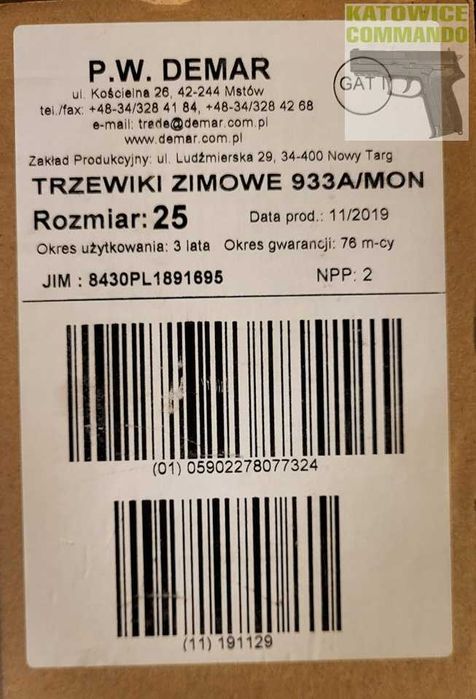 KATOWICE
COMMANDO
GAT I
P.W. DEMAR
ul. Kościelna 26, 42-244 Mstów
tel./fax: +48-34/328 41 84, +48-34/328 42 68
e-mail: trade@demar.com.pl
www.demar.com.pl
Zakład Produkcyjny: ul. Ludźmierska 29, 34-400 Nowy Targ
TRZEWIKI ZIMOWE 933A/MON
Rozmiar: 25 Data prod.: 11/2019
Okres użytkowania: 3 lata Okres gwarancji: 76 m-cy
JIM : 8430PL1891695 NPP: 2
(01) 05902278077324
(11) 191129